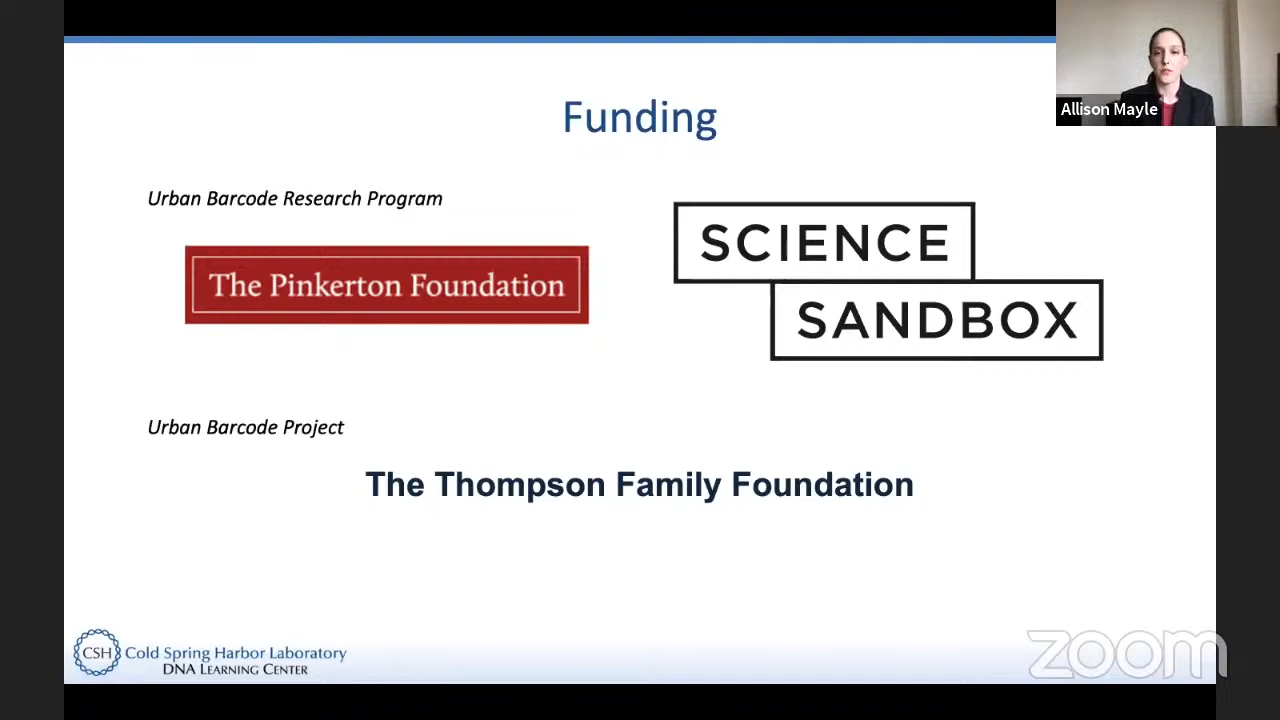 Funding
Allison Mayle
Urban Barcode Research Program
The Pinkerton Foundation
SCIENCE
SANDBOX
Urban Barcode Project
The Thompson Family Foundation
CSH
Cold Spring Harbor Laboratory
DNA LEARNING CENTER
zoom